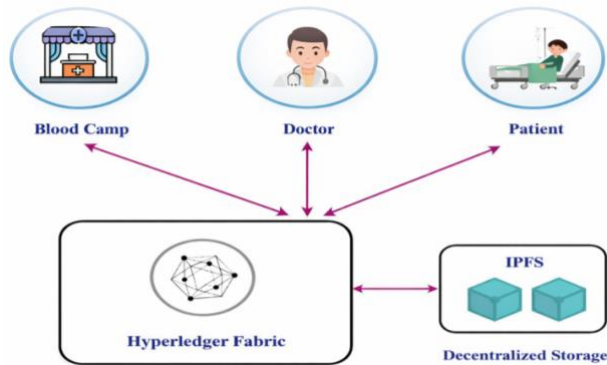 Blood Camp
Doctor
Patient
IPFS
Hyperledger Fabric
Decentralized Storage